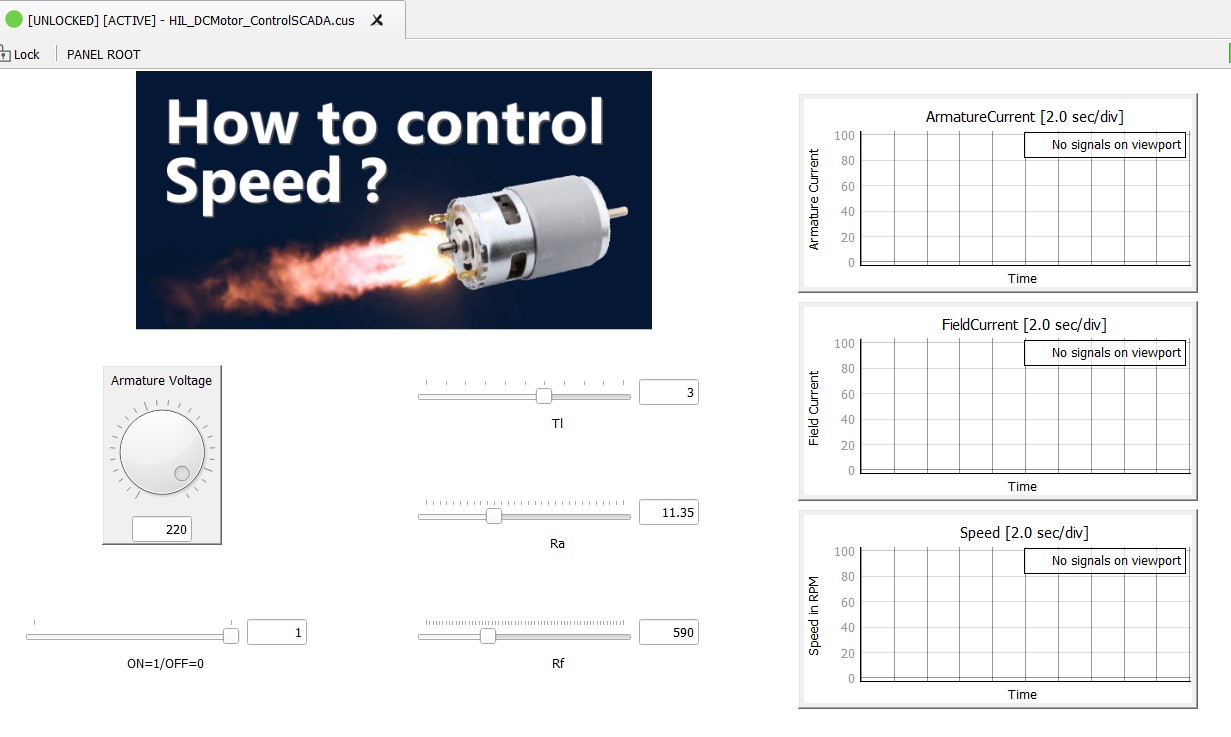 [UNLOCKED] [ACTIVE] - HIL_DCMotor_ControlSCADA.cus
Lock
PANEL ROOT
How to control
Speed ?
Armature Voltage
220
1
ON=1/OFF=0
3
Tl
11.35
Ra
590
Rf
ArmatureCurrent [2.0 sec/div]
No signals on viewport
Armature Current
100
80
60
40
20
0
Time
FieldCurrent [2.0 sec/div]
No signals on viewport
Field Current
100
80
60
40
20
0
Time
Speed [2.0 sec/div]
No signals on viewport
Speed in RPM
100
80
60
40
20
0
Time